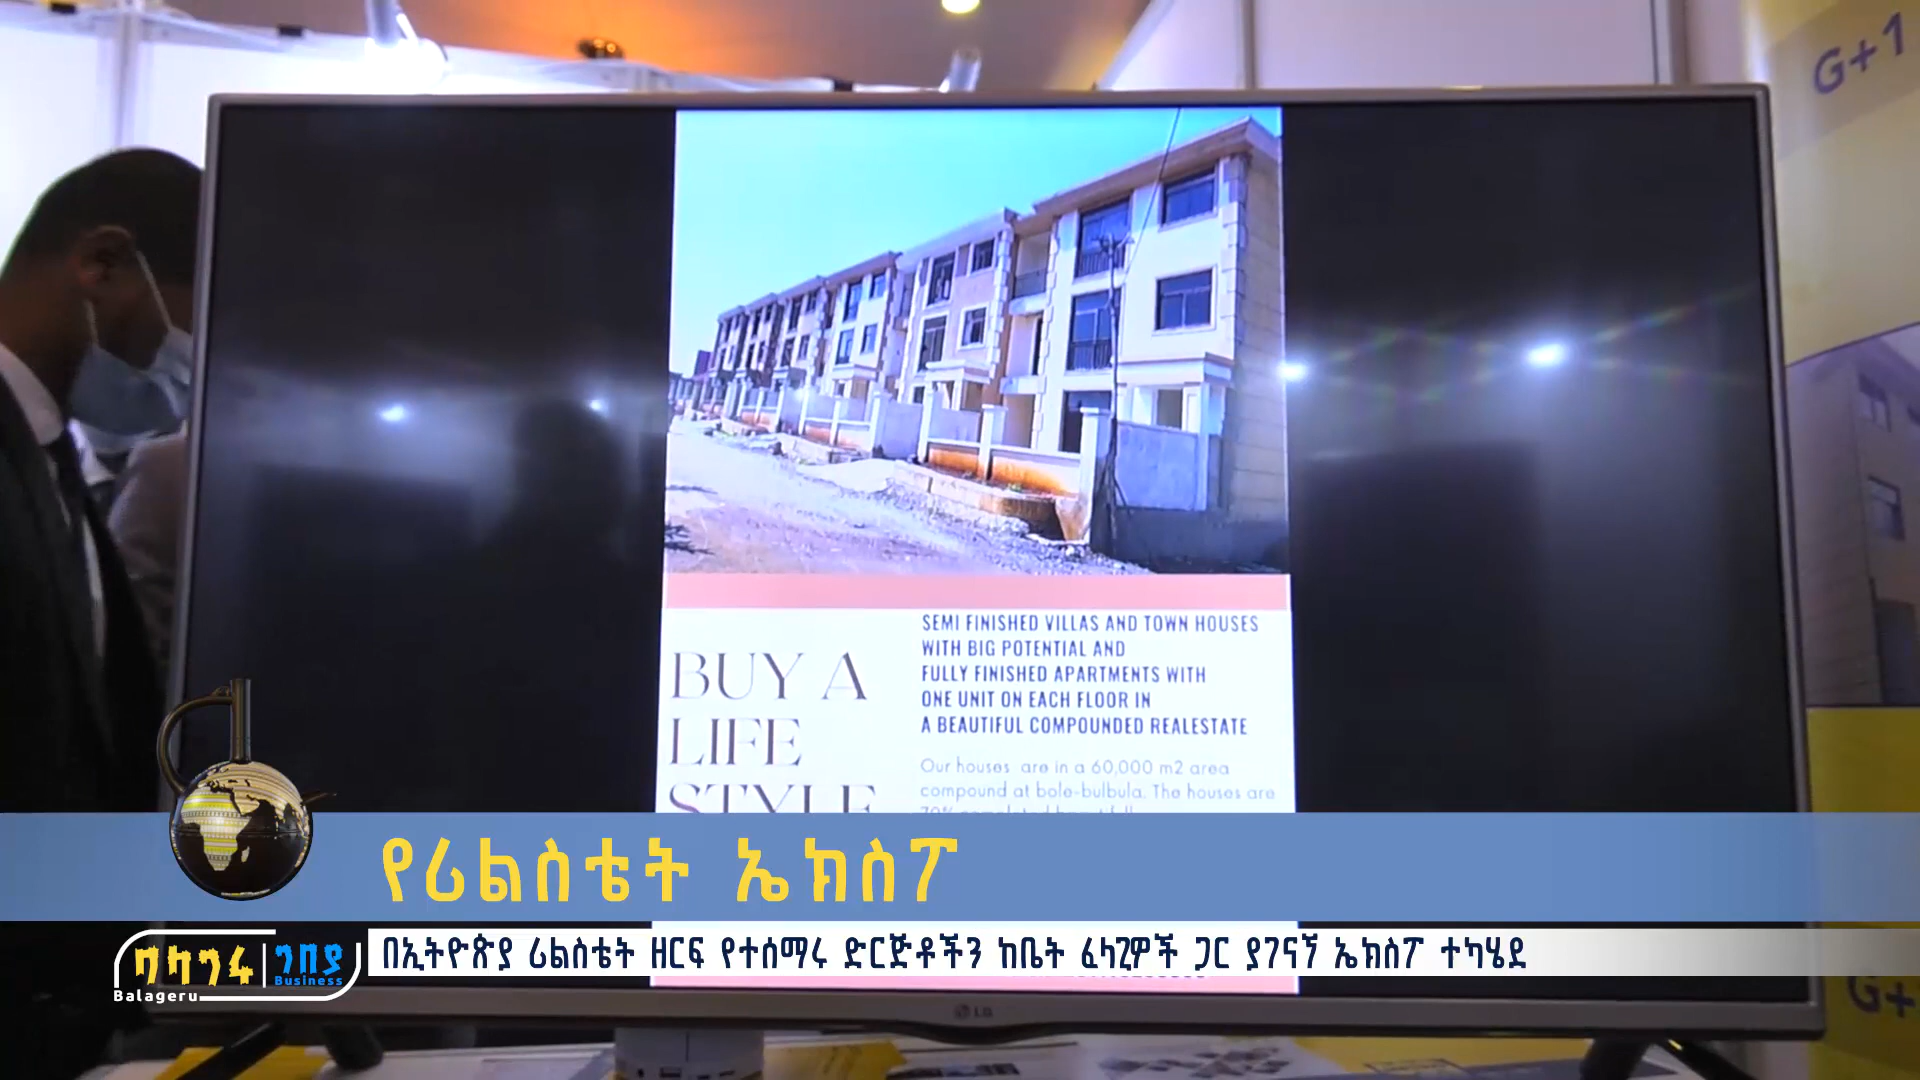 G+1
SEMI FINISHED VILLAS AND TOWN HOUSES
WITH BIG POTENTIAL AND
FULLY FINISHED APARTMENTS WITH
ONE UNIT ON EACH FLOOR IN
A BEAUTIFUL COMPOUNDED REALESTATE
BUY A
LIFE
STYLE
Our houses are in a 60,000 m2 area
compound at bole-bulbula. The houses are
የሪልስቴት ኤክስፖ
በኢትዮጵያ ሪልስቴት ዘርፍ የተሰማሩ ድርጅቶችን ከቤት ፈላጊዎች ጋር ያገናኘ ኤክስፖ ተካሄደ
ባላገሩ ገበያ
Business
Balageru
LG
G+